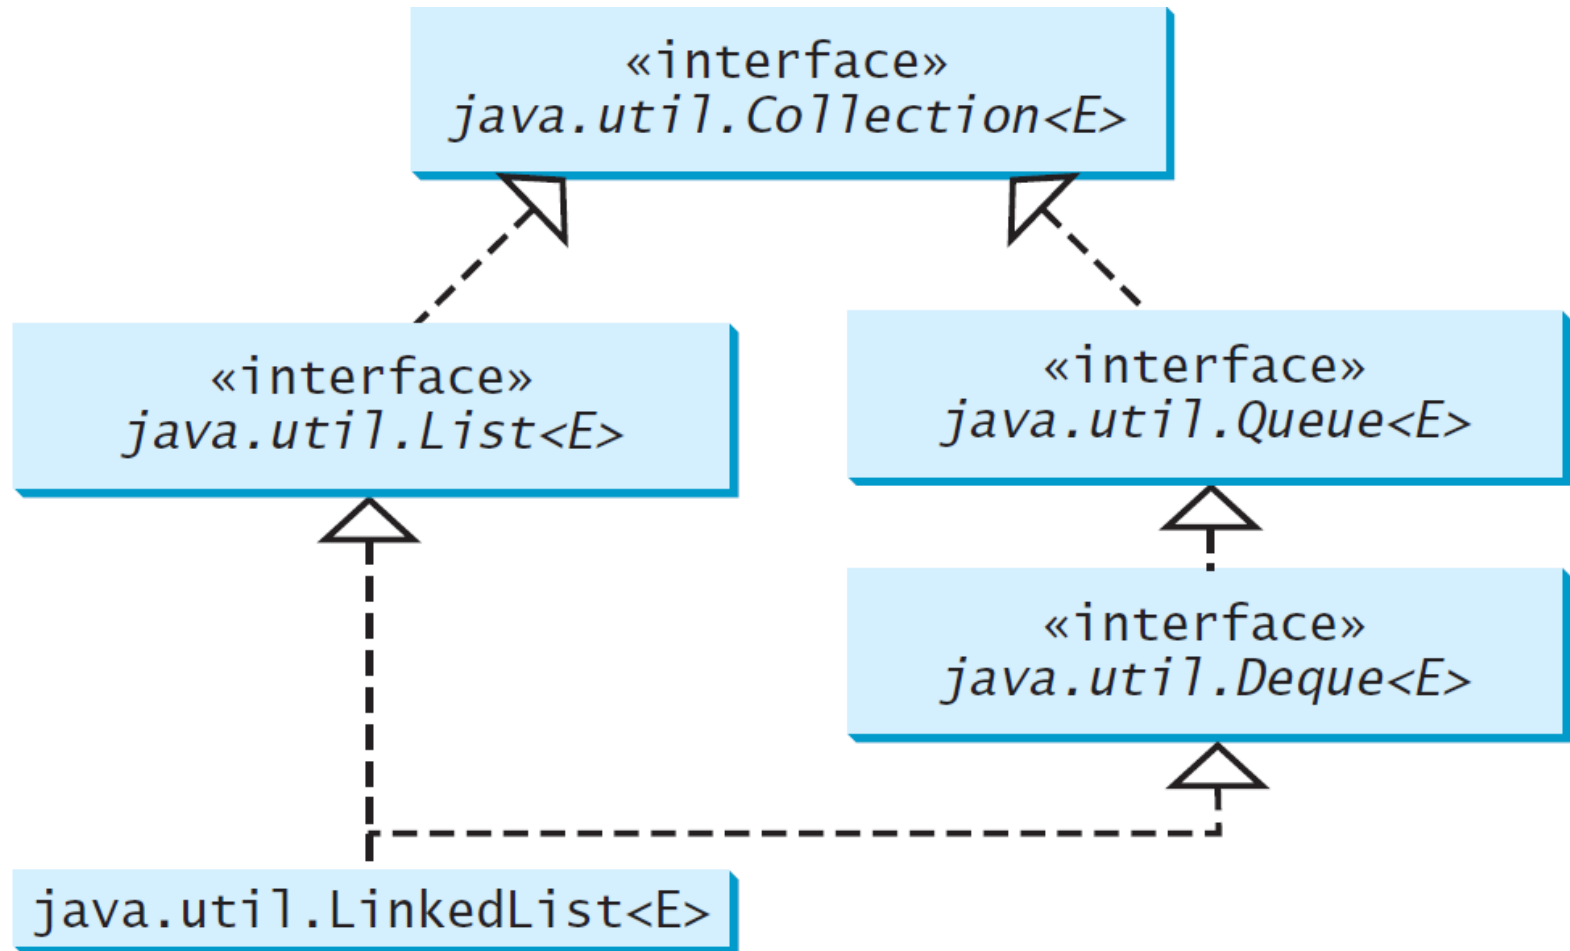 «interface»
java.util.Collection<E>
«interface»
java.util.List<E>
«interface»
java.util.Queue<E>
«interface»
java.util.Deque<E>
java.util.LinkedList<E>